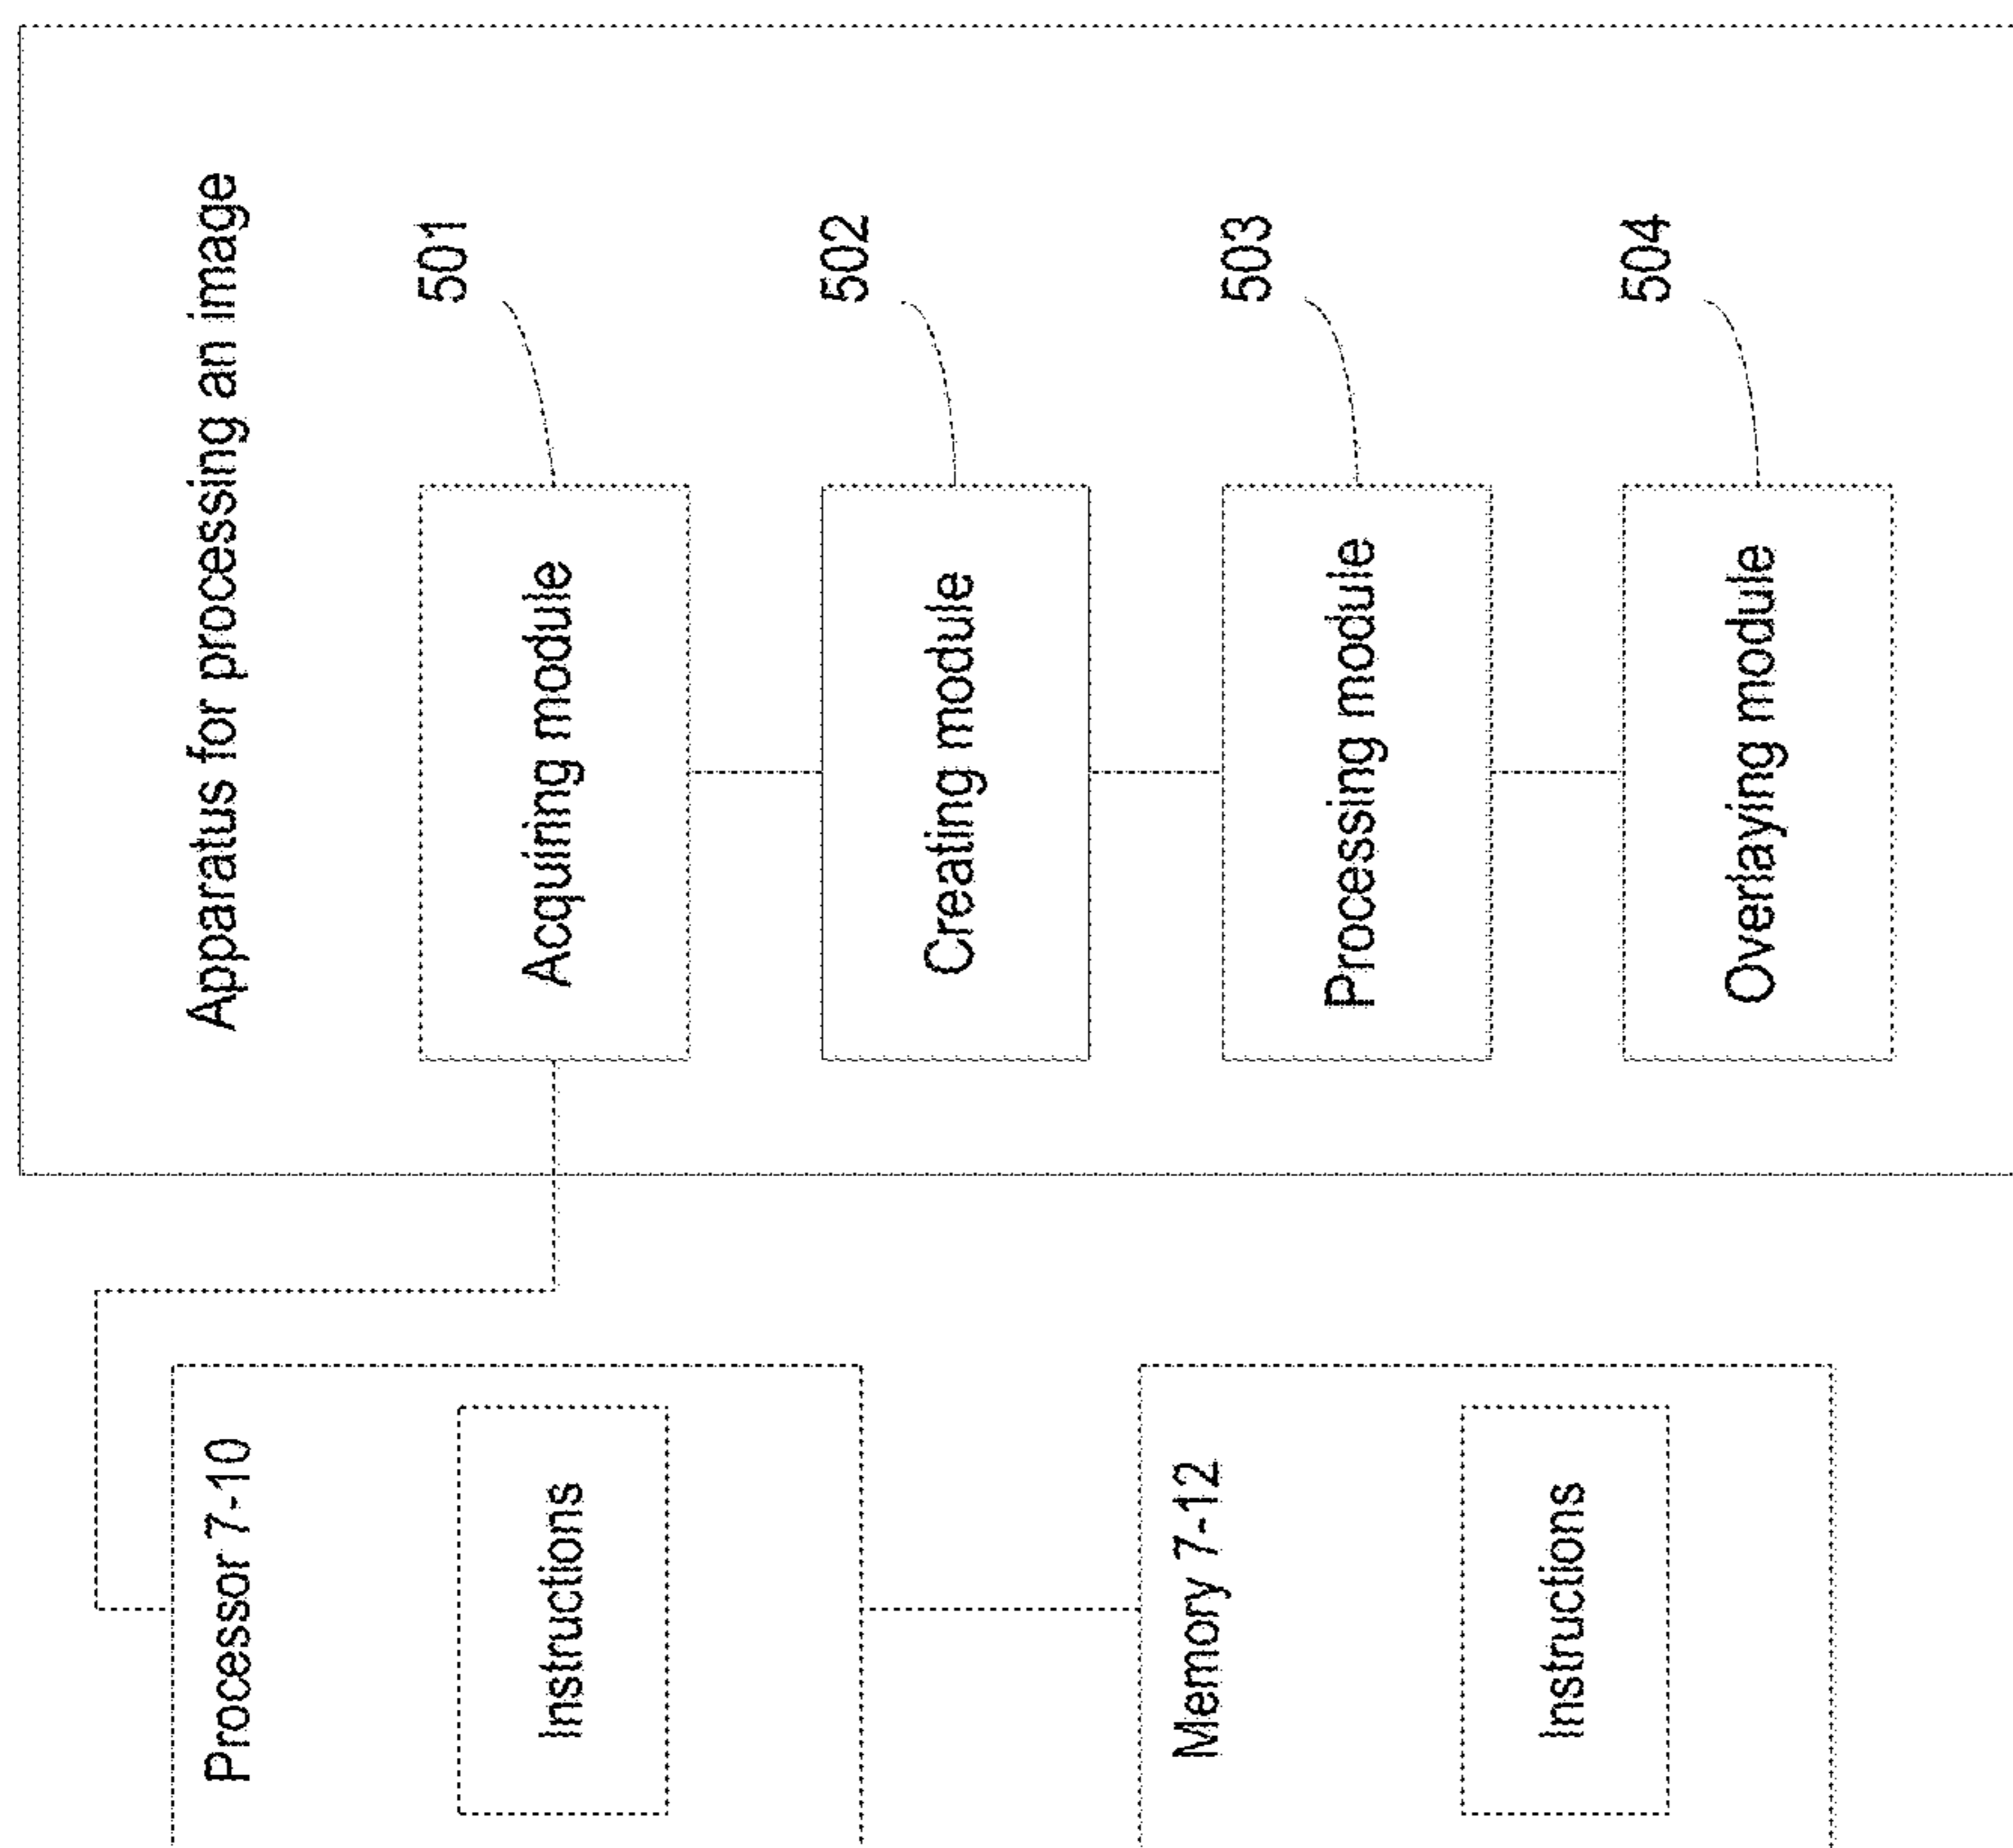 Processor 7-10
Instructions
Memory 7-12
Instructions
Apparatus for processing an image
Acquiring module
501
Creating module
502
Processing module
503
Overlaying module
504